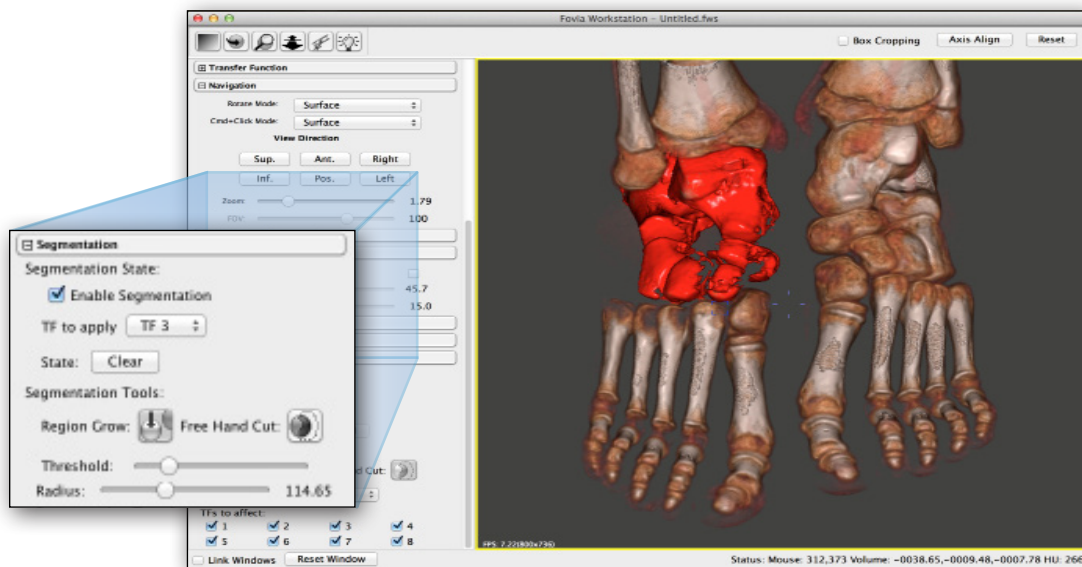 Fovia Workstation - Untitled.fws
Box Cropping
Axis Align
Reset
Transfer Function
Navigation
Rotate Mode: Surface
Cmd+Click Mode: Surface
View Direction
Sup. Ant. Right
Inf. Pos. Left
Zoom: 1.79
FOV: 100
45.7
15.0
Segmentation
Segmentation State:
Enable Segmentation
TF to apply TF 3
State: Clear
Segmentation Tools:
Region Grow: Free Hand Cut:
Threshold:
Radius: 114.65
Cut:
TFs to affect:
1 2 3 4
5 6 7 8
Link Windows Reset Window
FPS: 7.22(800x736)
Status: Mouse: 312,373 Volume: -0038.65,-0009.48,-0007.78 HU: 266